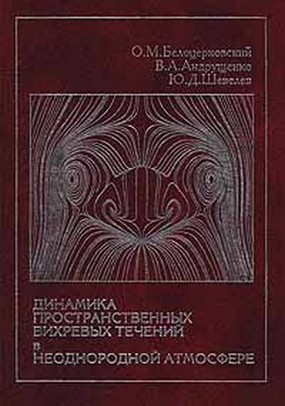 О.М.Белоцерковский
В.А.Андрущенко
Ю.Д.Шевелев
ДИНАМИКА
ПРОСТРАНСТВЕННЫХ
ВИХРЕВЫХ ТЕЧЕНИЙ
в
НЕОДНОРОДНОЙ АТМОСФЕРЕ